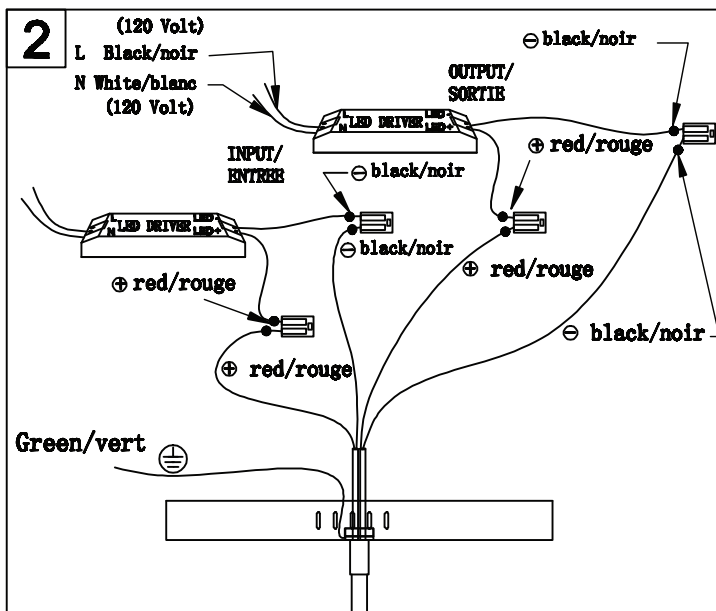 2
(120 Volt)
L Black/noir
N White/blanc
(120 Volt)
⊖ black/noir
OUTPUT/
SORTIE
L LED DRIVER LED-
N LED+
INPUT/
ENTREE
⊕ red/rouge
⊖ black/noir
L LED DRIVER LED-
N LED+
⊖ black/noir
⊕ red/rouge
⊕ red/rouge
⊖ black/noir
⊕ red/rouge
Green/vert